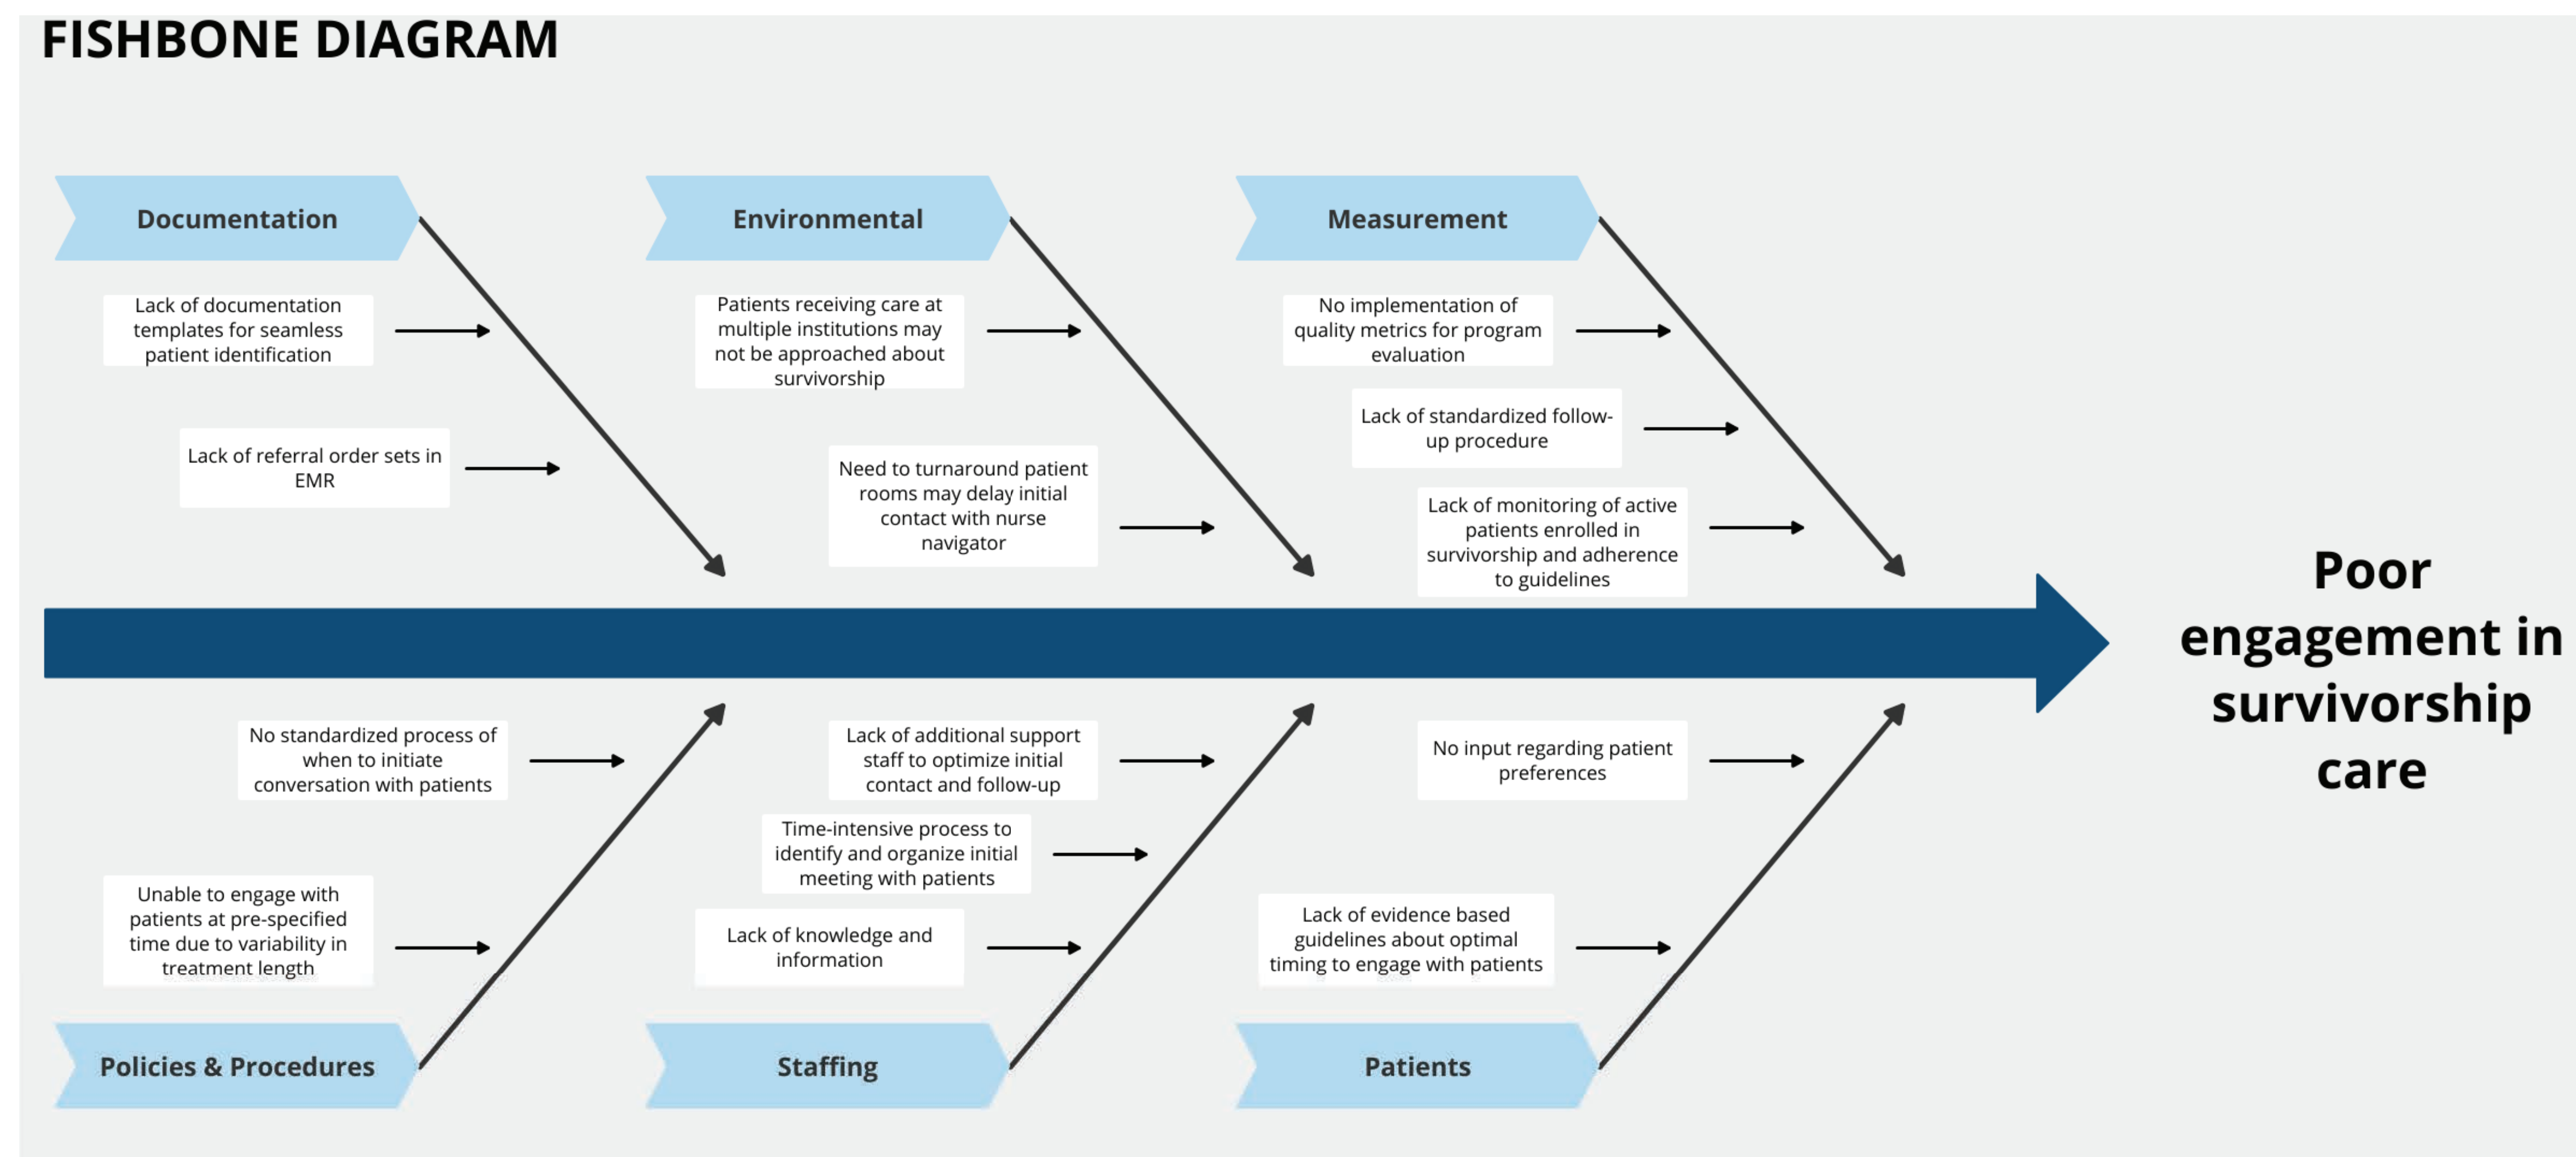 FISHBONE DIAGRAM
Documentation
Lack of documentation
templates for seamless
patient identification
Lack of referral order sets in
EMR
Environmental
Patients receiving care at
multiple institutions may
not be approached about
survivorship
Need to turnaround patient
rooms may delay initial
contact with nurse
navigator
Measurement
No implementation of
quality metrics for program
evaluation
Lack of standardized follow-
up procedure
Lack of monitoring of active
patients enrolled in
survivorship and adherence
to guidelines
Poor
engagement in
survivorship
care
No standardized process of
when to initiate
conversation with patients
Unable to engage with
patients at pre-specified
time due to variability in
treatment length
Policies & Procedures
Lack of additional support
staff to optimize initial
contact and follow-up
Time-intensive process to
identify and organize initial
meeting with patients
Lack of knowledge and
information
Staffing
No input regarding patient
preferences
Lack of evidence based
guidelines about optimal
timing to engage with patients
Patients